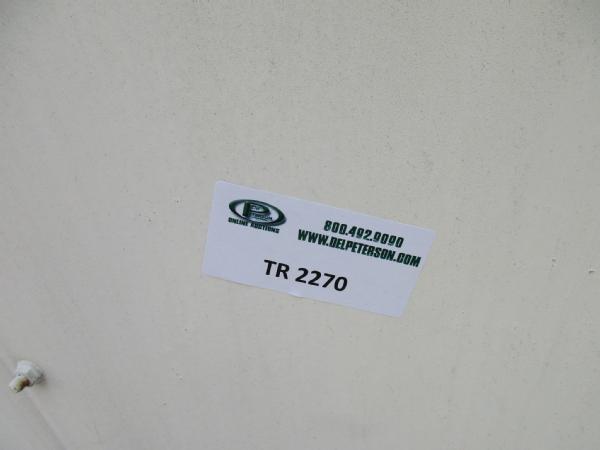 ONLINE AUCTIONS
800.492.9090
WWW.DELPETERSON.COM
TR 2270